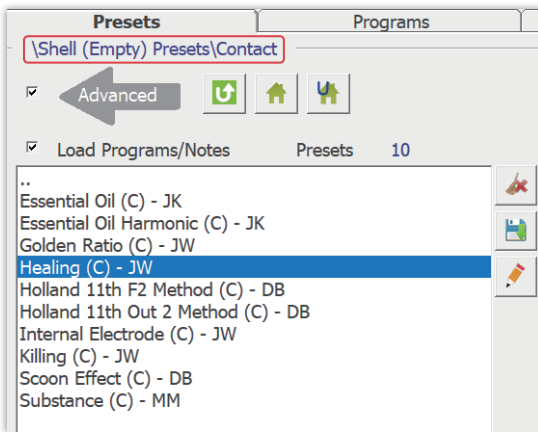 Presets Programs
\Shell (Empty) Presets\Contact
Advanced
U
Load Programs/Notes Presets 10
..
Essential Oil (C) - JK
Essential Oil Harmonic (C) - JK
Golden Ratio (C) - JW
Healing (C) - JW
Holland 11th F2 Method (C) - DB
Holland 11th Out 2 Method (C) - DB
Internal Electrode (C) - JW
Killing (C) - JW
Scoon Effect (C) - DB
Substance (C) - MM